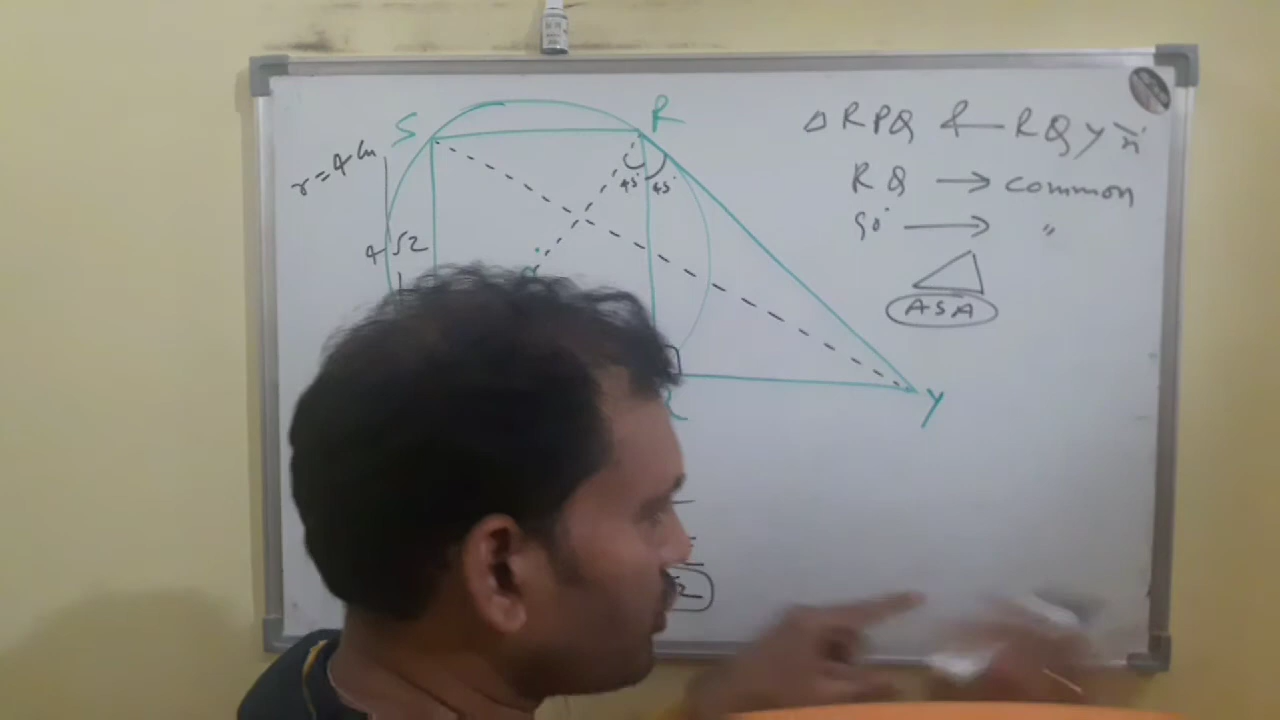 S
R
r = 4 cm
45° 45°
4√2
Y
Δ RPQ & RQY में
RQ → common
90° → "
ASA